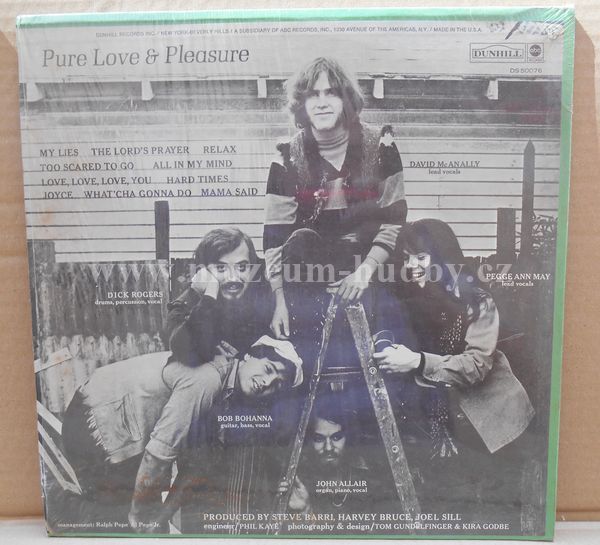 DUNHILL RECORDS INC. / NEW YORK-BEVERLY HILLS / A SUBSIDIARY OF ABC RECORDS, INC., 1330 AVENUE OF THE AMERICAS, N.Y. / MADE IN THE U.S.A.
Pure Love & Pleasure
DUNHILL abc
DS 50076
MY LIES THE LORD'S PRAYER RELAX
TOO SCARED TO GO ALL IN MY MIND
LOVE, LOVE, LOVE, YOU HARD TIMES
JOYCE WHAT'CHA GONNA DO MAMA SAID
DAVID McANALLY
lead vocals
www.muzeum-hudby.cz
PEGGE ANN MAY
lead vocals
DICK ROGERS
drums, percussion, vocal
BOB BOHANNA
guitar, bass, vocal
JOHN ALLAIR
organ, piano, vocal
PRODUCED BY STEVE BARRI, HARVEY BRUCE, JOEL SILL
management: Ralph Pepe
engineer/PHIL KAYE photography & design/TOM GUNDELFINGER & KIRA GODBE